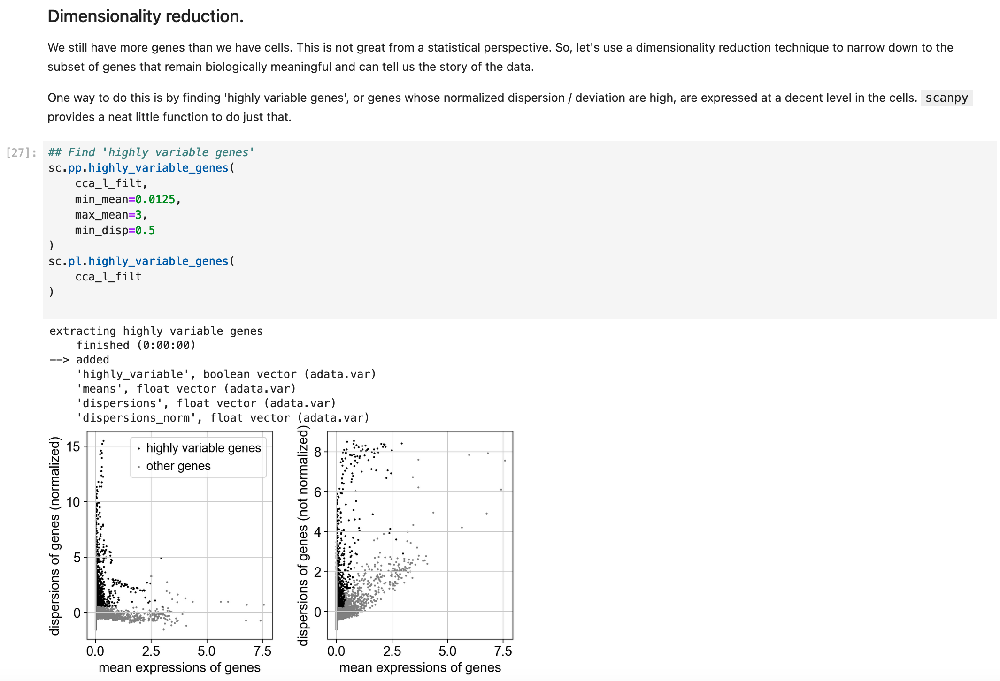 Dimensionality reduction.
We still have more genes than we have cells. This is not great from a statistical perspective. So, let's use a dimensionality reduction technique to narrow down to the
subset of genes that remain biologically meaningful and can tell us the story of the data.
One way to do this is by finding 'highly variable genes', or genes whose normalized dispersion / deviation are high, are expressed at a decent level in the cells. scanpy
provides a neat little function to do just that.
[27]: ## Find 'highly variable genes'
sc.pp.highly_variable_genes(
    cca_l_filt,
    min_mean=0.0125,
    max_mean=3,
    min_disp=0.5
)
sc.pl.highly_variable_genes(
    cca_l_filt
)
extracting highly variable genes
    finished (0:00:00)
--> added
    'highly_variable', boolean vector (adata.var)
    'means', float vector (adata.var)
    'dispersions', float vector (adata.var)
    'dispersions_norm', float vector (adata.var)
dispersions of genes (normalized)
15
10
5
0
highly variable genes
other genes
0.0 2.5 5.0 7.5
mean expressions of genes
dispersions of genes (not normalized)
8
6
4
2
0
0.0 2.5 5.0 7.5
mean expressions of genes